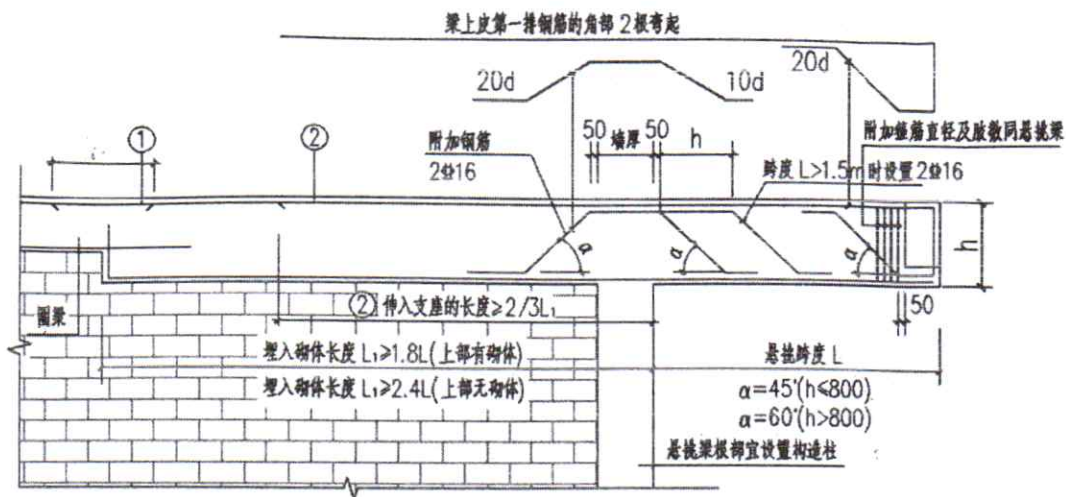 梁上皮第一排钢筋的角部2根弯起
20d
10d
20d
50
墙厚
50
h
附加钢筋
2Φ16
附加箍筋直径及肢数同悬挑梁
跨度L>1.5m时设置2Φ16
①
②
α
α
α
h
50
圈梁
②伸入支座的长度≥2/3L₁
埋入砌体长度L₁≥1.8L(上部有砌体)
埋入砌体长度L₁≥2.4L(上部无砌体)
悬挑跨度L
α=45°(h≤800)
α=60°(h>800)
悬挑梁根部宜设置构造柱